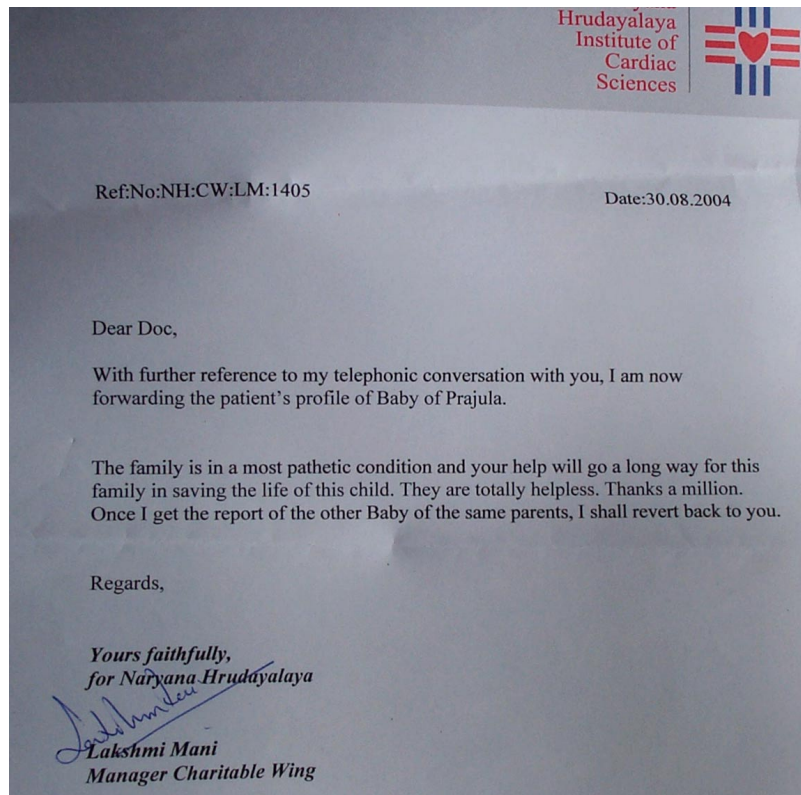 Hrudayalaya
Institute of
Cardiac
Sciences
Ref:No:NH:CW:LM:1405
Date:30.08.2004
Dear Doc,
With further reference to my telephonic conversation with you, I am now
forwarding the patient's profile of Baby of Prajula.
The family is in a most pathetic condition and your help will go a long way for this
family in saving the life of this child. They are totally helpless. Thanks a million.
Once I get the report of the other Baby of the same parents, I shall revert back to you.
Regards,
Yours faithfully,
for Naryana Hrudayalaya
Lakshmi Mani
Manager Charitable Wing